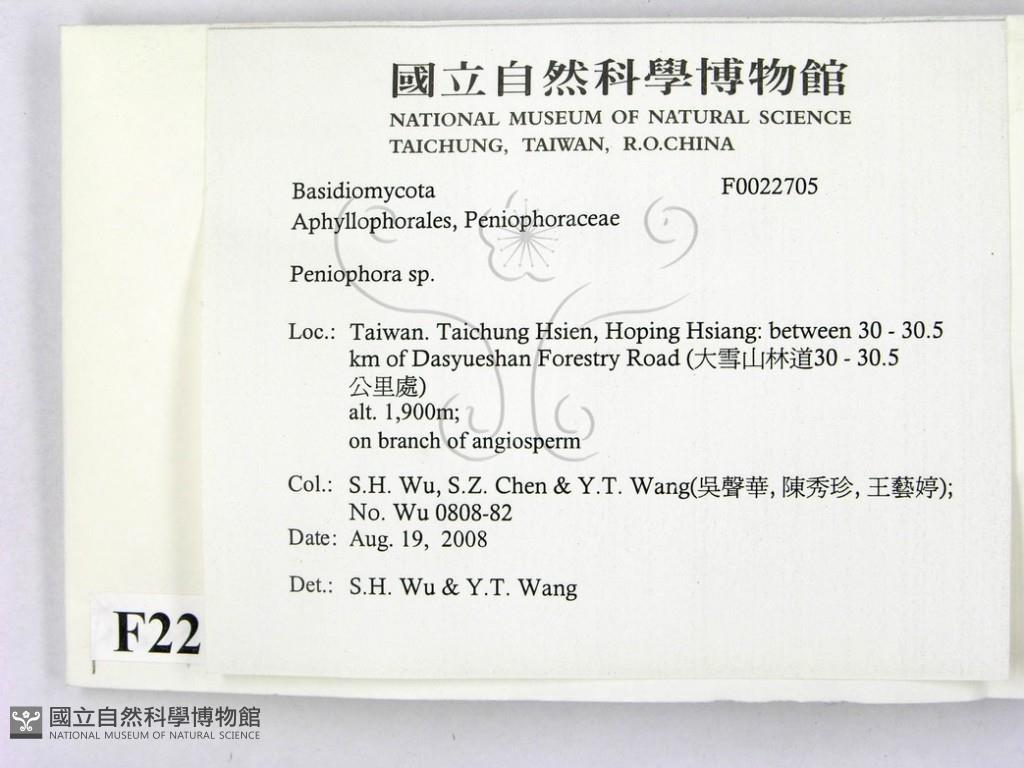 國立自然科學博物館
NATIONAL MUSEUM OF NATURAL SCIENCE
TAICHUNG, TAIWAN, R.O.CHINA
Basidiomycota F0022705
Aphyllophorales, Peniophoraceae
Peniophora sp.
Loc.: Taiwan. Taichung Hsien, Hoping Hsiang: between 30 - 30.5
km of Dasyueshan Forestry Road (大雪山林道30 - 30.5
公里處)
alt. 1,900m;
on branch of angiosperm
Col.: S.H. Wu, S.Z. Chen & Y.T. Wang(吳聲華, 陳秀珍, 王藝婷);
No. Wu 0808-82
Date: Aug. 19, 2008
Det.: S.H. Wu & Y.T. Wang
F22
國立自然科學博物館
NATIONAL MUSEUM OF NATURAL SCIENCE